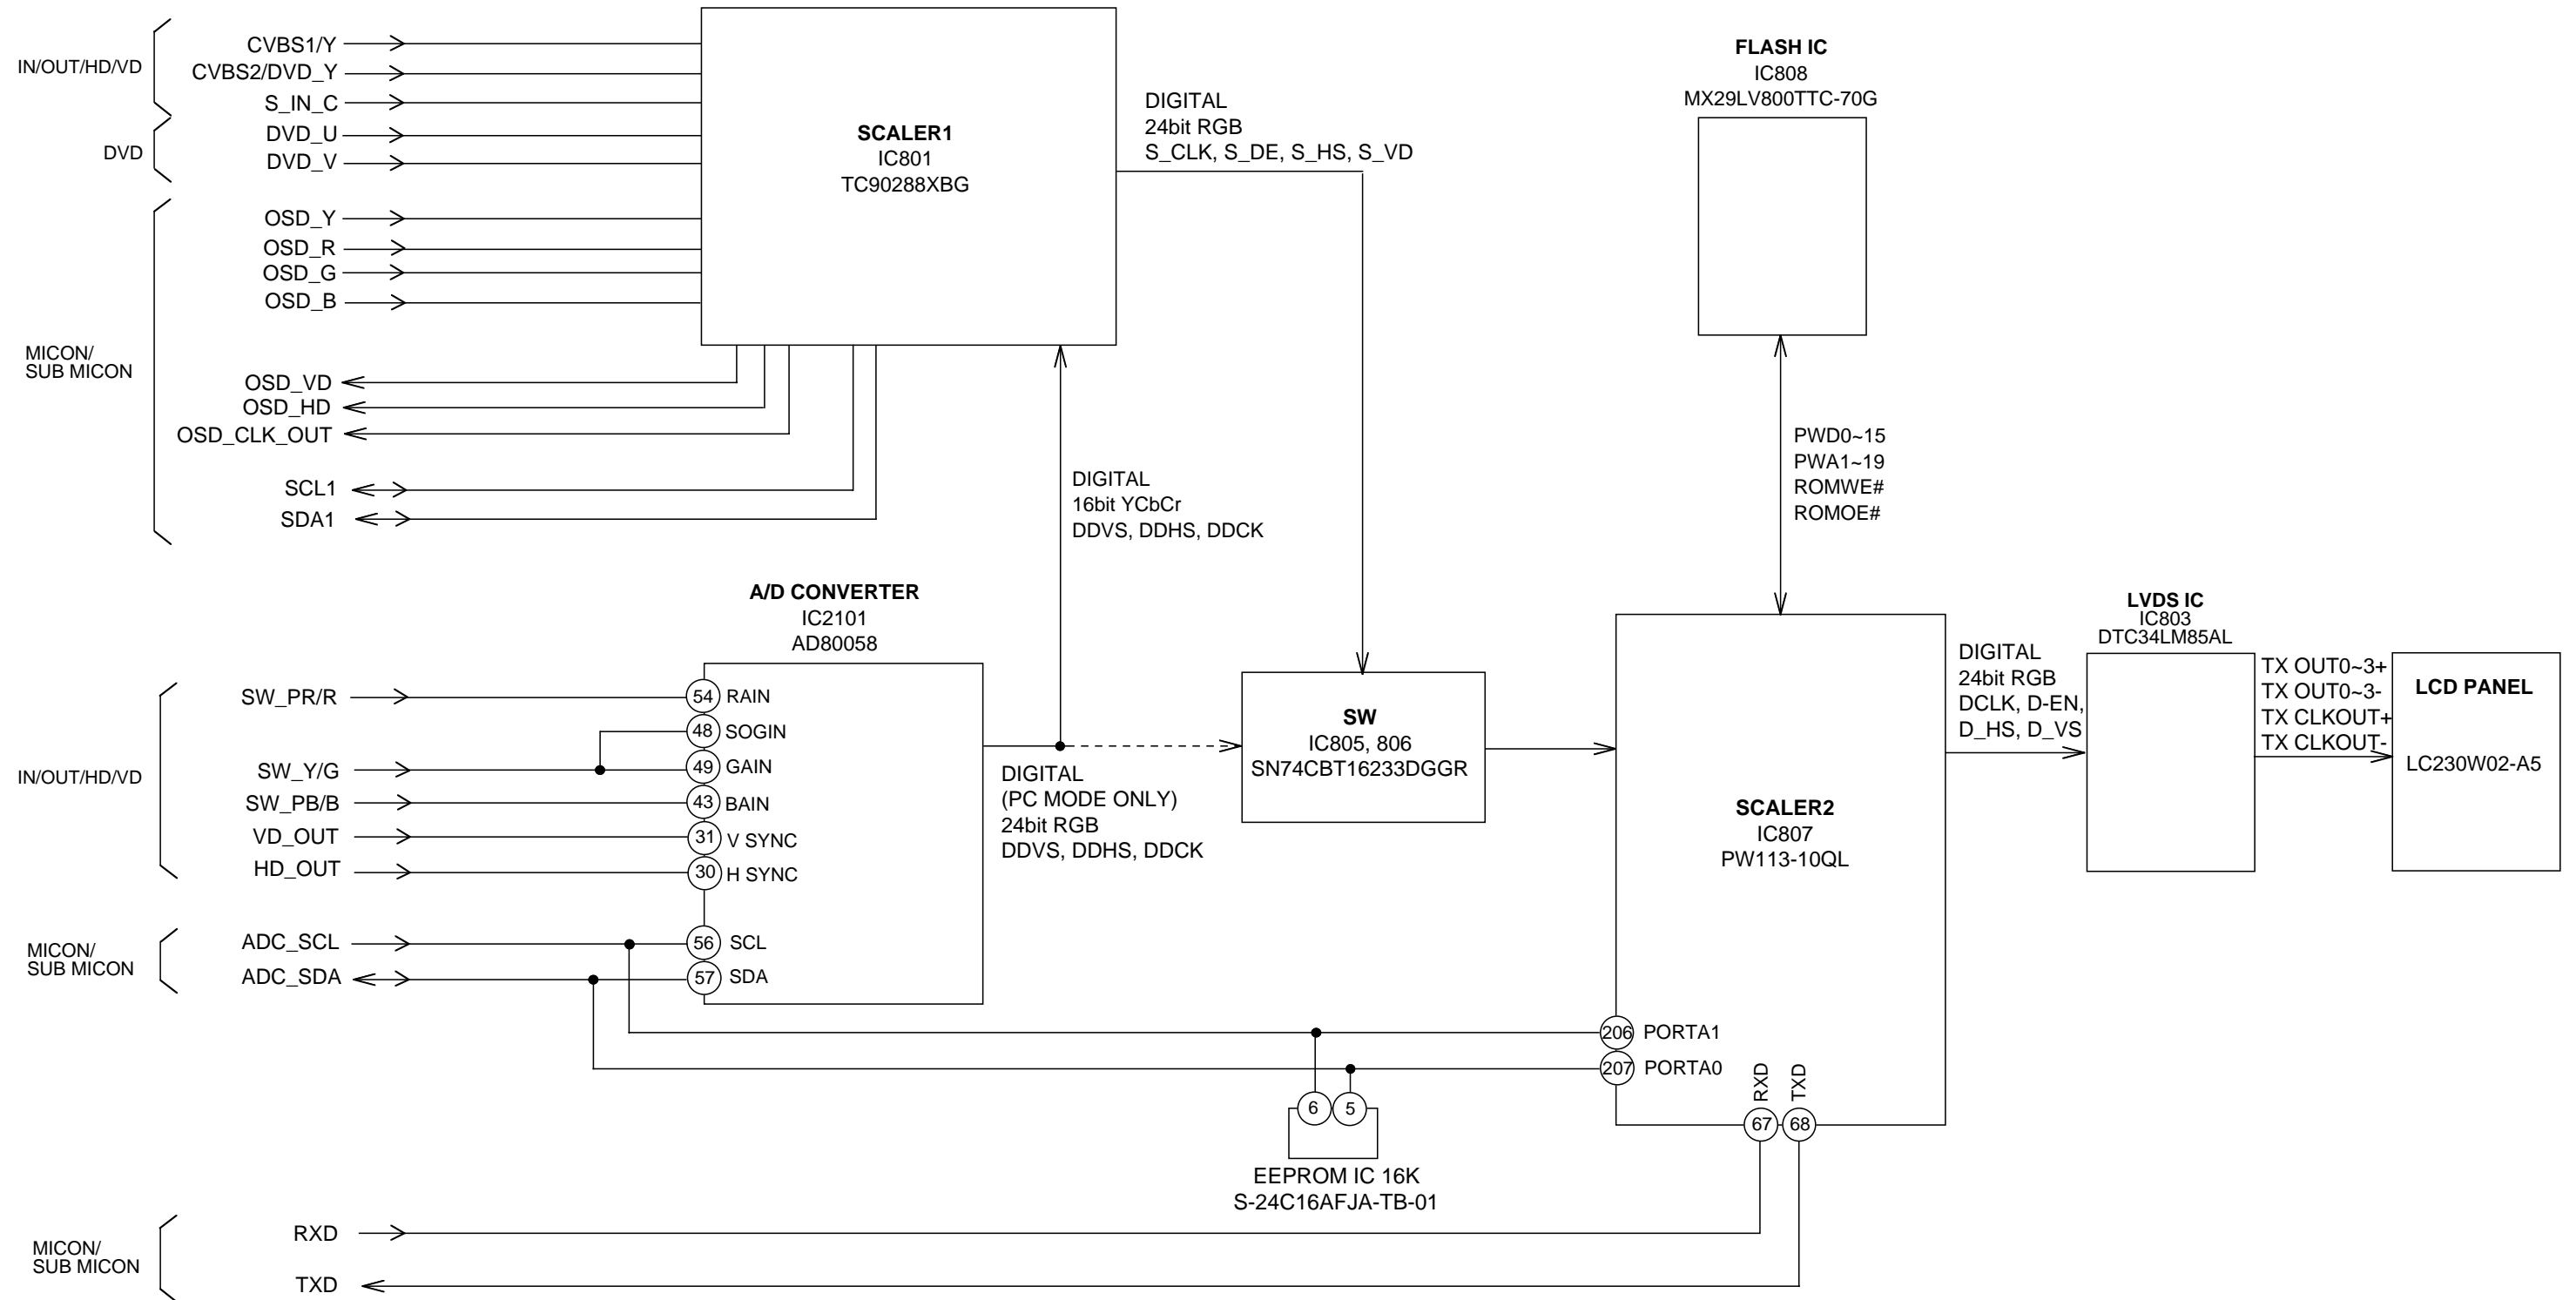 IN/OUT/HD/VD
CVBS1/Y
CVBS2/DVD_Y
S_IN_C
DVD
DVD_U
DVD_V
MICON/
SUB MICON
OSD_Y
OSD_R
OSD_G
OSD_B
OSD_VD
OSD_HD
OSD_CLK_OUT
SCL1
SDA1
SCALER1
IC801
TC90288XBG
DIGITAL
24bit RGB
S_CLK, S_DE, S_HS, S_VD
FLASH IC
IC808
MX29LV800TTC-70G
PWD0~15
PWA1~19
ROMWE#
ROMOE#
DIGITAL
16bit YCbCr
DDVS, DDHS, DDCK
A/D CONVERTER
IC2101
AD80058
IN/OUT/HD/VD
SW_PR/R
SW_Y/G
SW_PB/B
VD_OUT
HD_OUT
54 RAIN
48 SOGIN
49 GAIN
43 BAIN
31 V SYNC
30 H SYNC
MICON/
SUB MICON
ADC_SCL
ADC_SDA
56 SCL
57 SDA
DIGITAL
(PC MODE ONLY)
24bit RGB
DDVS, DDHS, DDCK
SW
IC805, 806
SN74CBT16233DGGR
SCALER2
IC807
PW113-10QL
206 PORTA1
207 PORTA0
RXD
TXD
67
68
DIGITAL
24bit RGB
DCLK, D-EN,
D_HS, D_VS
LVDS IC
IC803
DTC34LM85AL
TX OUT0~3+
TX OUT0~3-
TX CLKOUT+
TX CLKOUT-
LCD PANEL
LC230W02-A5
6
5
EEPROM IC 16K
S-24C16AFJA-TB-01
MICON/
SUB MICON
RXD
TXD